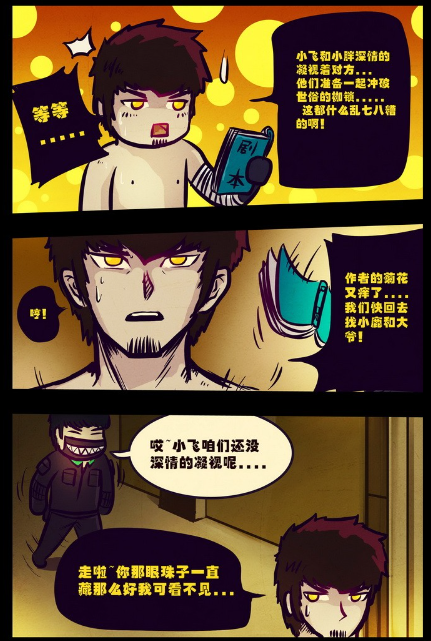 等等
.....
小飞和小胖深情的
凝视着对方...
他们准备一起冲破
世俗的枷锁.....
这都什么乱七八糟
的啊!
剧
本
哼!
作者的菊花
又痒了....
我们快回去
找小鹿和大
爷!
哎~小飞咱们还没
深情的凝视呢....
走啦~你那眼珠子一直
藏那么好我可看不见...